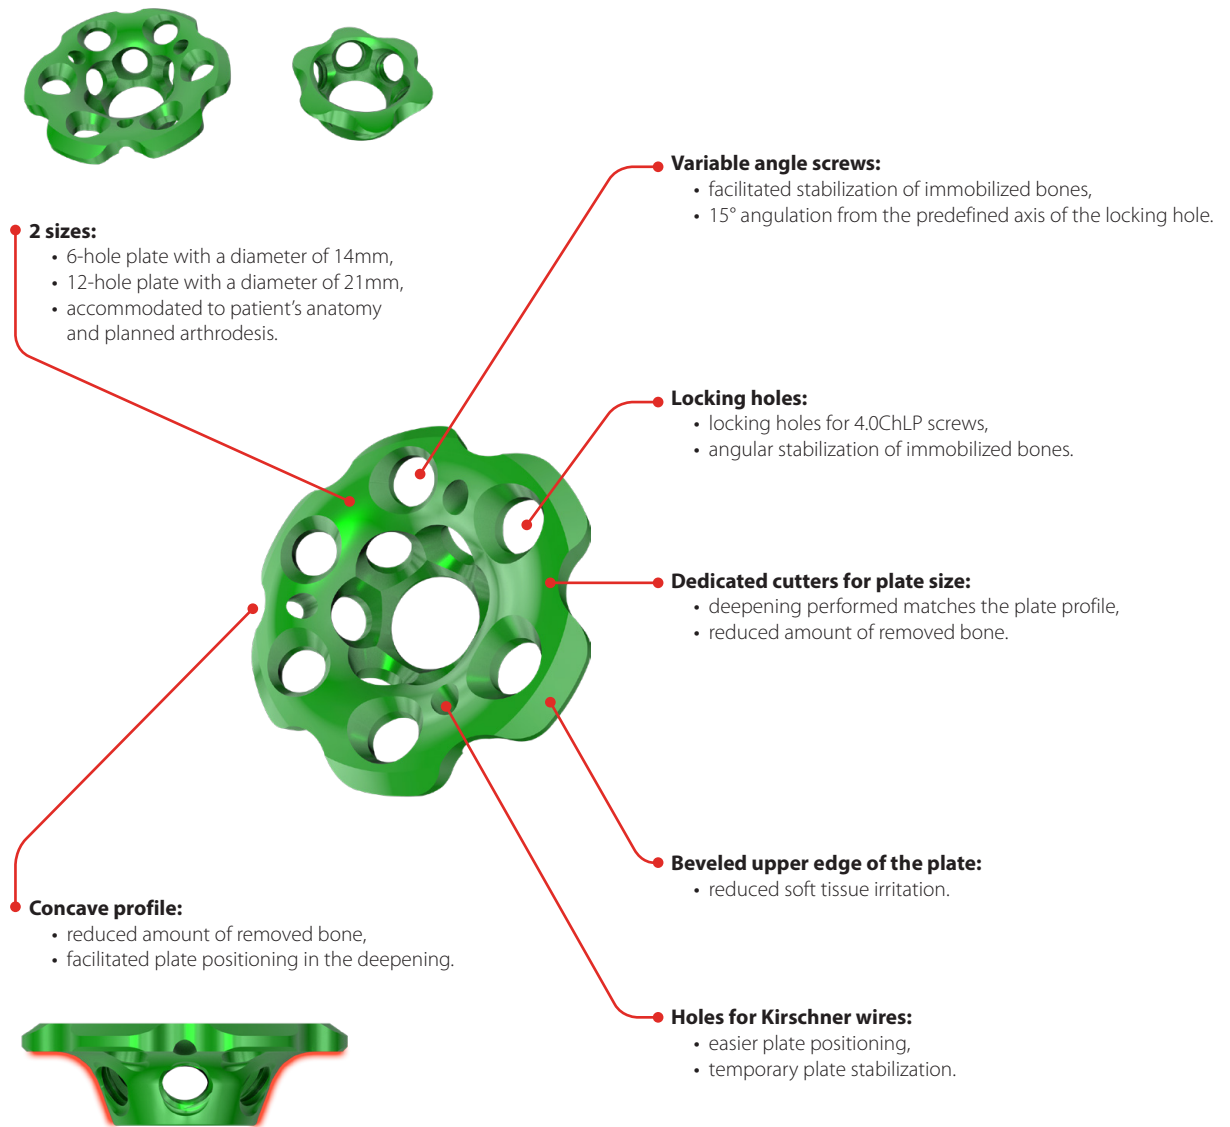 Variable angle screws:
• facilitated stabilization of immobilized bones,
• 15° angulation from the predefined axis of the locking hole.
2 sizes:
• 6-hole plate with a diameter of 14mm,
• 12-hole plate with a diameter of 21mm,
• accommodated to patient’s anatomy
and planned arthrodesis.
Locking holes:
• locking holes for 4.0ChLP screws,
• angular stabilization of immobilized bones.
Dedicated cutters for plate size:
• deepening performed matches the plate profile,
• reduced amount of removed bone.
Beveled upper edge of the plate:
• reduced soft tissue irritation.
Concave profile:
• reduced amount of removed bone,
• facilitated plate positioning in the deepening.
Holes for Kirschner wires:
• easier plate positioning,
• temporary plate stabilization.